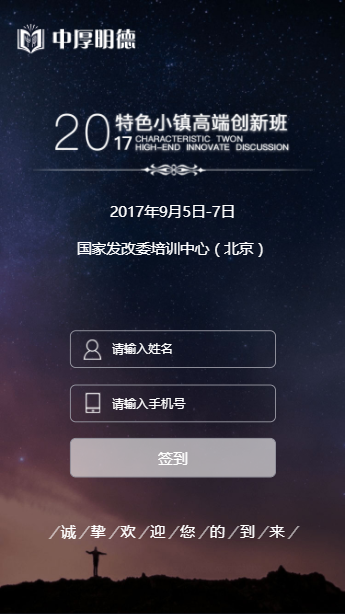 中厚明德
2017
特色小镇高端创新班
CHARACTERISTIC TWON
HIGH-END INNOVATE DISCUSSION
2017年9月5日-7日
国家发改委培训中心（北京）
请输入姓名
请输入手机号
签到
/诚/挚/欢/迎/您/的/到/来/